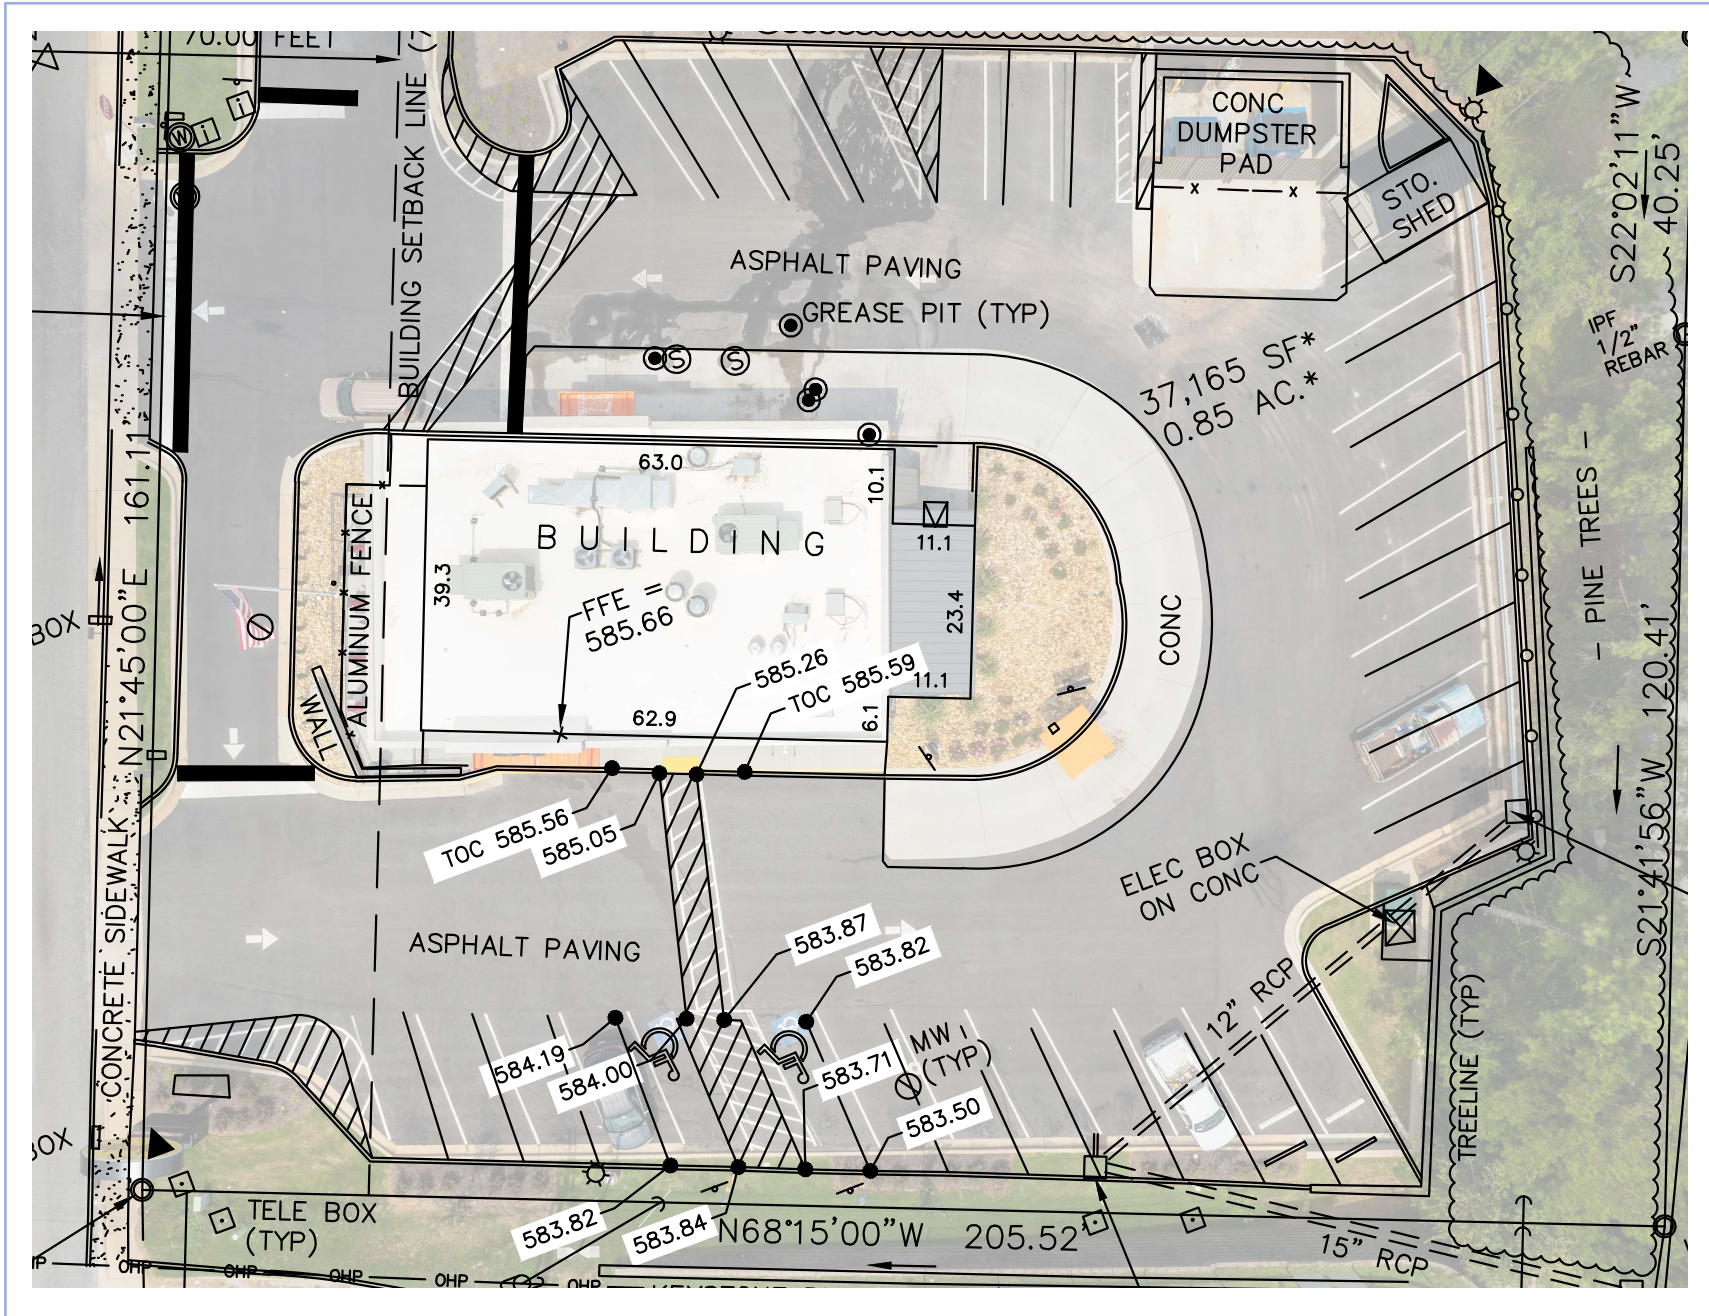 70.00 FEET
BUILDING SETBACK LINE
CONC
DUMPSTER
PAD
STO.
SHED
S22°02'11"W
40.25'
ASPHALT PAVING
GREASE PIT (TYP)
IPF
1/2"
REBAR
37,165 SF*
0.85 AC.*
W
S
S
63.0
10.1
BUILDING
11.1
39.3
23.4
FFE =
585.66
ALUMINUM FENCE
N21°45'00"E 161.11'
BOX
WALL
CONC
- PINE TREES -
585.26
TOC 585.59
11.1
62.9
6.1
S21°41'56"W 120.41'
TOC 585.56
585.05
ELEC BOX
ON CONC
CONCRETE SIDEWALK
ASPHALT PAVING
583.87
583.82
12" RCP
TREELINE (TYP)
584.19
584.00
583.71
MW
(TYP)
583.50
BOX
TELE BOX
(TYP)
583.82
583.84
N68°15'00"W 205.52'
15" RCP
OHP
OHP
OHP
OHP
OHP